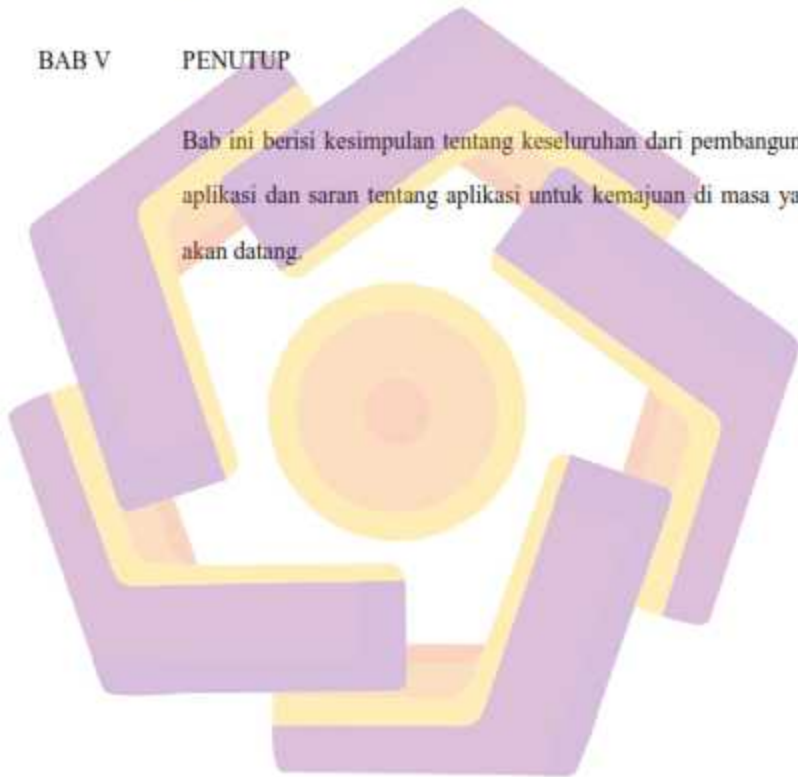 BAB V PENUTUP
Bab ini berisi kesimpulan tentang keseluruhan dari pembangun
aplikasi dan saran tentang aplikasi untuk kemajuan di masa ya
akan datang.